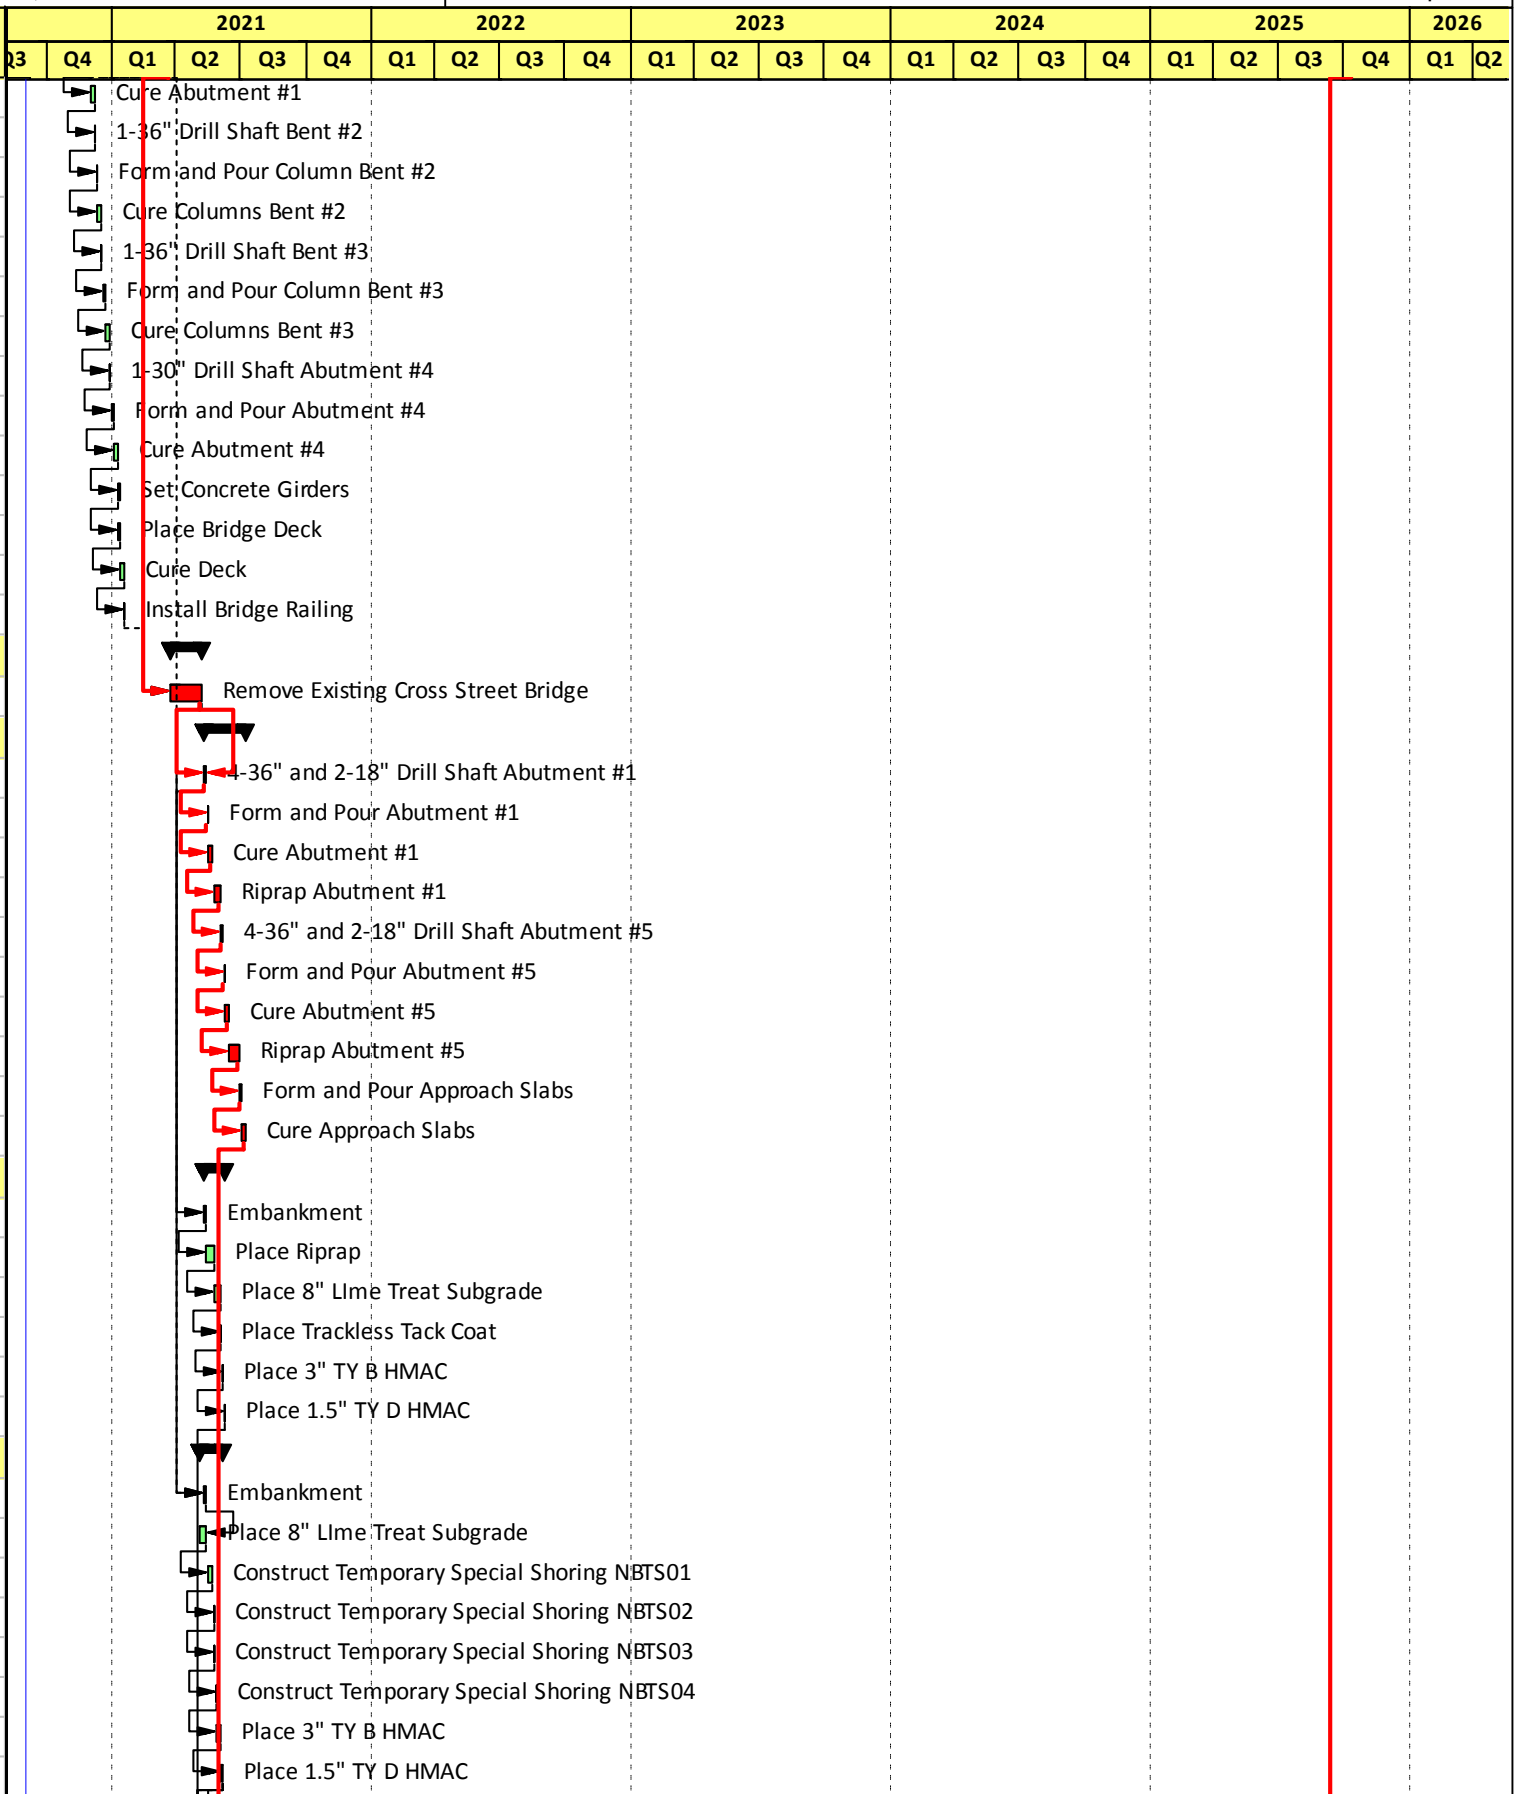 2021 2022 2023 2024 2025 2026
Q3 Q4 Q1 Q2 Q3 Q4 Q1 Q2 Q3 Q4 Q1 Q2 Q3 Q4 Q1 Q2 Q3 Q4 Q1 Q2 Q3 Q4 Q1 Q2
Cure Abutment #1
1-36" Drill Shaft Bent #2
Form and Pour Column Bent #2
Cure Columns Bent #2
1-36" Drill Shaft Bent #3
Form and Pour Column Bent #3
Cure Columns Bent #3
1-30" Drill Shaft Abutment #4
Form and Pour Abutment #4
Cure Abutment #4
Set Concrete Girders
Place Bridge Deck
Cure Deck
Install Bridge Railing
Remove Existing Cross Street Bridge
4-36" and 2-18" Drill Shaft Abutment #1
Form and Pour Abutment #1
Cure Abutment #1
Riprap Abutment #1
4-36" and 2-18" Drill Shaft Abutment #5
Form and Pour Abutment #5
Cure Abutment #5
Riprap Abutment #5
Form and Pour Approach Slabs
Cure Approach Slabs
Embankment
Place Riprap
Place 8" LIme Treat Subgrade
Place Trackless Tack Coat
Place 3" TY B HMAC
Place 1.5" TY D HMAC
Embankment
Place 8" LIme Treat Subgrade
Construct Temporary Special Shoring NBTS01
Construct Temporary Special Shoring NBTS02
Construct Temporary Special Shoring NBTS03
Construct Temporary Special Shoring NBTS04
Place 3" TY B HMAC
Place 1.5" TY D HMAC